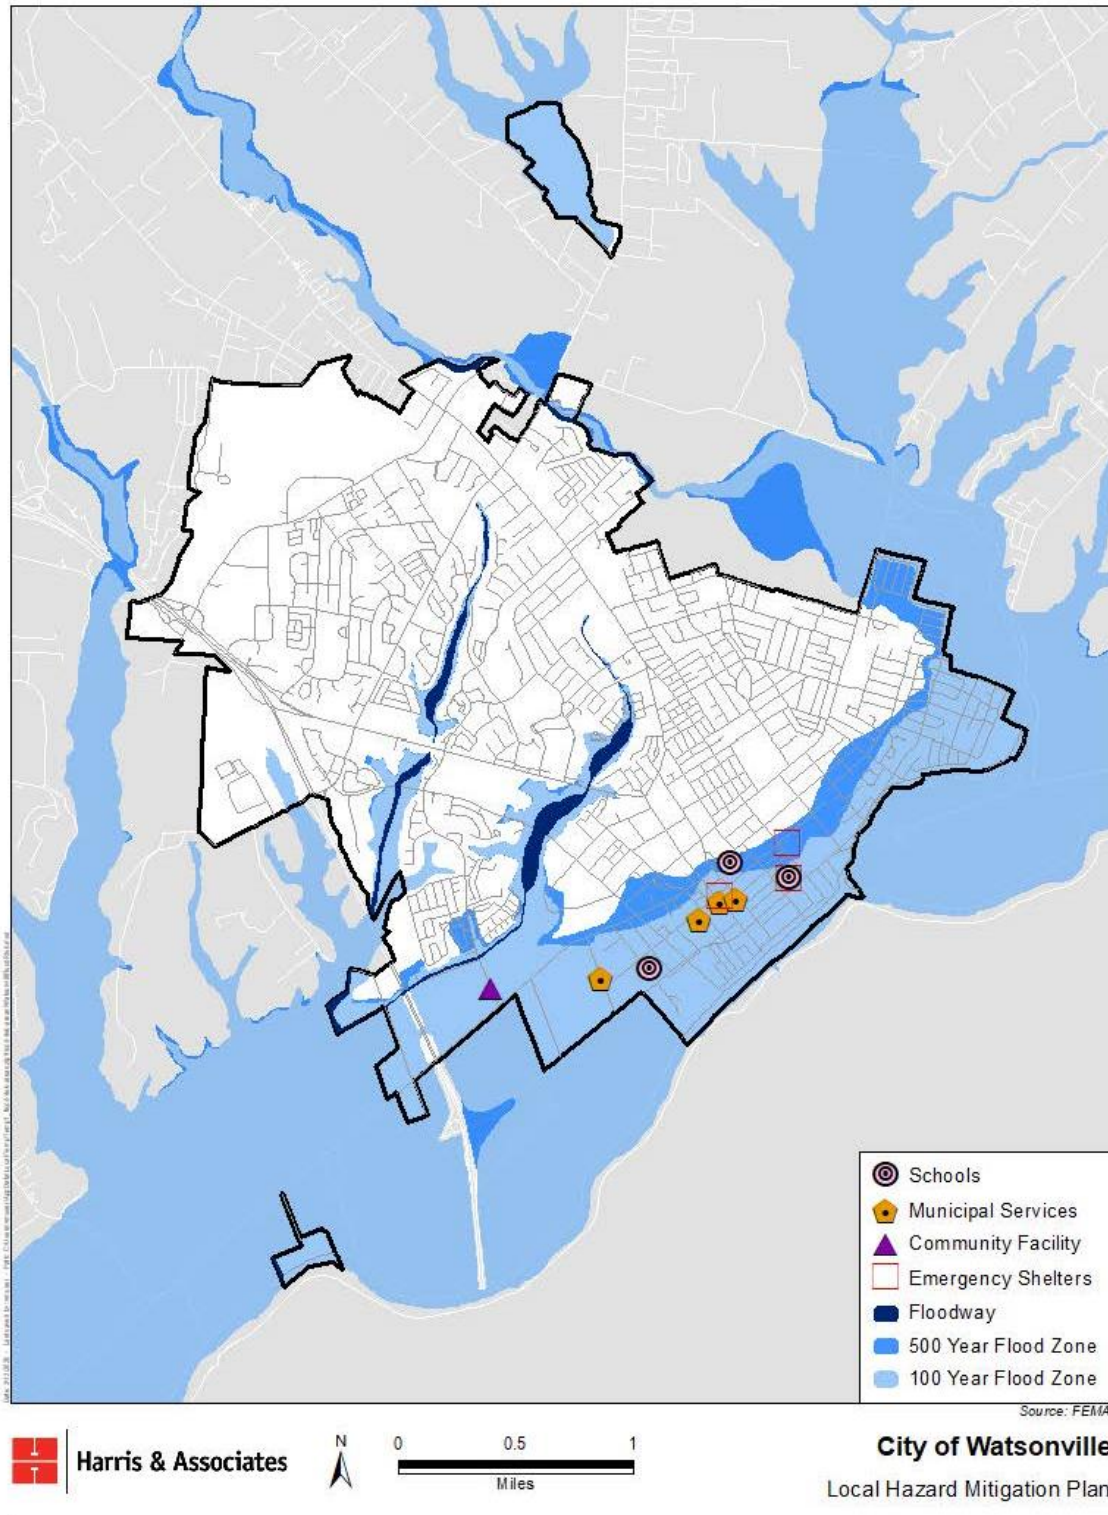 Schools
Municipal Services
Community Facility
Emergency Shelters
Floodway
500 Year Flood Zone
100 Year Flood Zone
Source: FEMA
Harris & Associates
N
0 0.5 1
Miles
City of Watsonville
Local Hazard Mitigation Plan